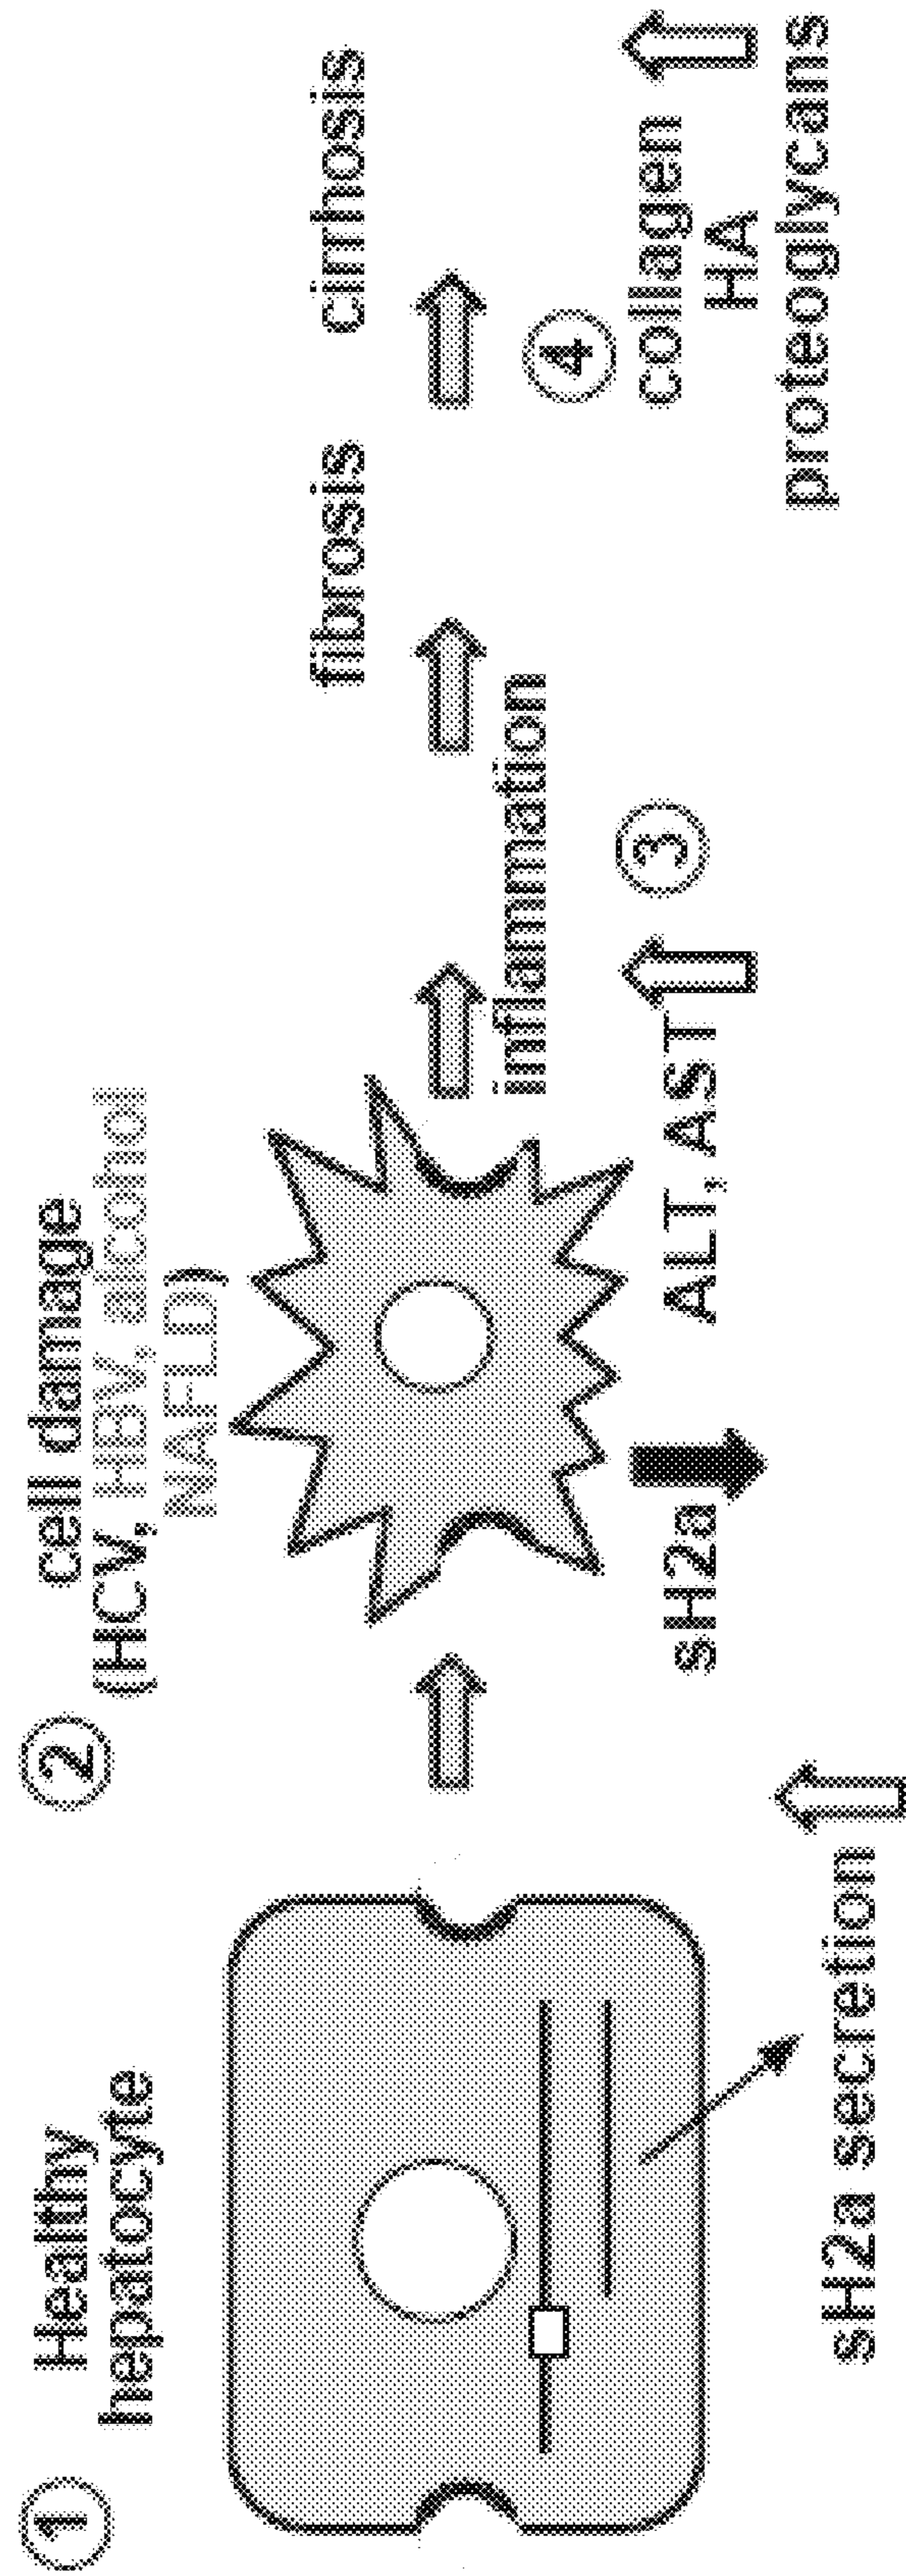 ①
Healthy
hepatocyte
sH2a secretion
②
cell damage
(HCV, HBV, alcohol
NAFLD)
sH2a
ALT, AST
③
inflammation
fibrosis
cirrhosis
④
collagen
HA
proteoglycans